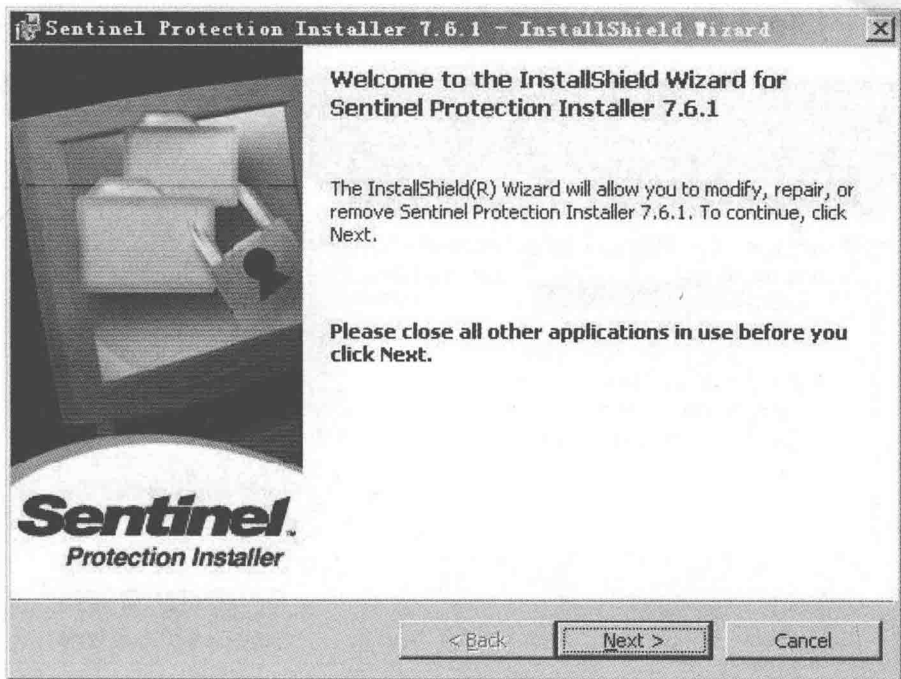 Sentinel Protection Installer 7.6.1 - InstallShield Wizard
Welcome to the InstallShield Wizard for
Sentinel Protection Installer 7.6.1
The InstallShield(R) Wizard will allow you to modify, repair, or
remove Sentinel Protection Installer 7.6.1. To continue, click
Next.
Please close all other applications in use before you
click Next.
Sentinel™
Protection Installer
< Back
Next >
Cancel